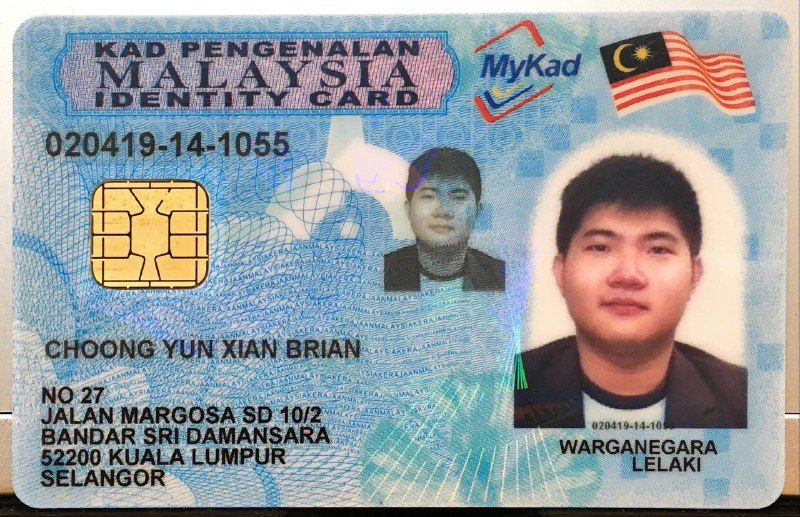 KAD PENGENALAN
MALAYSIA
IDENTITY CARD
MyKad
020419-14-1055
CHOONG YUN XIAN BRIAN
NO 27
JALAN MARGOSA SD 10/2
BANDAR SRI DAMANSARA
52200 KUALA LUMPUR
SELANGOR
020419-14-1055
WARGANEGARA
LELAKI